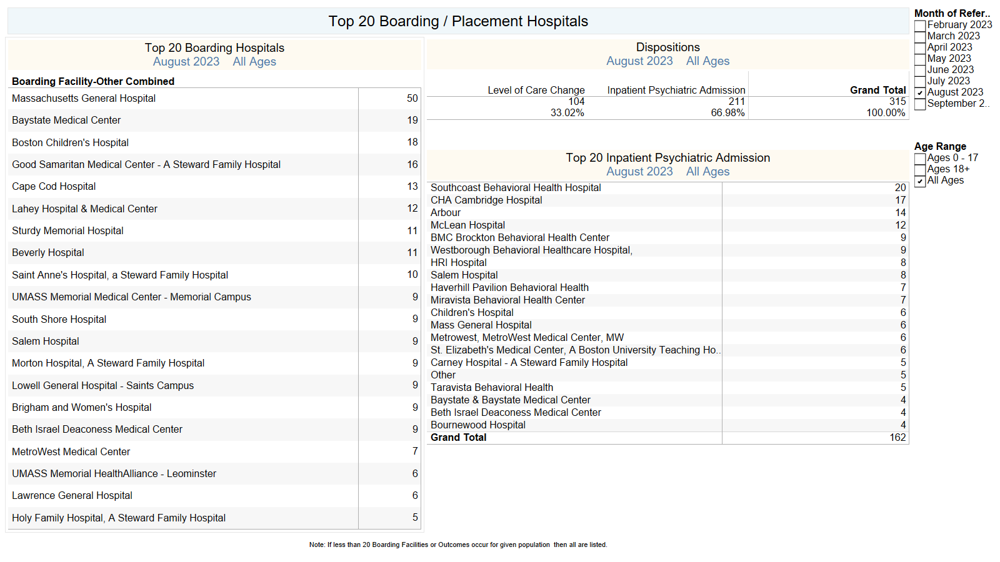 Top 20 Boarding / Placement Hospitals
Top 20 Boarding Hospitals
August 2023 All Ages
Boarding Facility-Other Combined
Massachusetts General Hospital 50
Baystate Medical Center 19
Boston Children's Hospital 18
Good Samaritan Medical Center - A Steward Family Hospital 16
Cape Cod Hospital 13
Lahey Hospital & Medical Center 12
Sturdy Memorial Hospital 11
Beverly Hospital 11
Saint Anne's Hospital, a Steward Family Hospital 10
UMASS Memorial Medical Center - Memorial Campus 9
South Shore Hospital 9
Salem Hospital 9
Morton Hospital, A Steward Family Hospital 9
Lowell General Hospital - Saints Campus 9
Brigham and Women's Hospital 9
Beth Israel Deaconess Medical Center 9
MetroWest Medical Center 7
UMASS Memorial HealthAlliance - Leominster 6
Lawrence General Hospital 6
Holy Family Hospital, A Steward Family Hospital 5
Dispositions
August 2023 All Ages
Level of Care Change Inpatient Psychiatric Admission Grand Total
104 211 315
33.02% 66.98% 100.00%
Top 20 Inpatient Psychiatric Admission
August 2023 All Ages
Southcoast Behavioral Health Hospital 20
CHA Cambridge Hospital 17
Arbour 14
McLean Hospital 12
BMC Brockton Behavioral Health Center 9
Westborough Behavioral Healthcare Hospital, 9
HRI Hospital 8
Salem Hospital 8
Haverhill Pavilion Behavioral Health 7
Miravista Behavioral Health Center 7
Children's Hospital 6
Mass General Hospital 6
Metrowest, MetroWest Medical Center, MW 6
St. Elizabeth's Medical Center, A Boston University Teaching Ho.. 6
Carney Hospital - A Steward Family Hospital 5
Other 5
Taravista Behavioral Health 5
Baystate & Baystate Medical Center 4
Beth Israel Deaconess Medical Center 4
Bournewood Hospital 4
Grand Total 162
Month of Refer..
February 2023
March 2023
April 2023
May 2023
June 2023
July 2023
August 2023
September 2..
Age Range
Ages 0 - 17
Ages 18+
All Ages
Note: If less than 20 Boarding Facilities or Outcomes occur for given population then all are listed.